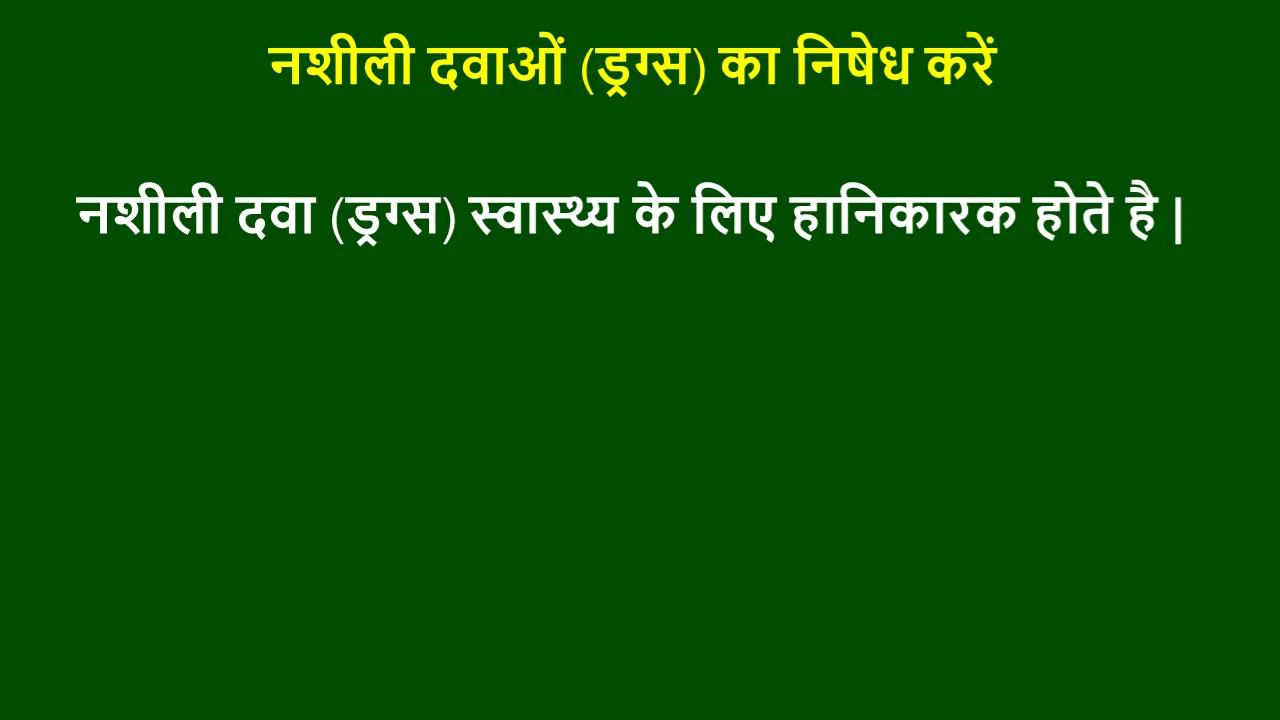 नशीली दवाओं (ड्रग्स) का निषेध करें
नशीली दवा (ड्रग्स) स्वास्थ्य के लिए हानिकारक होते है |